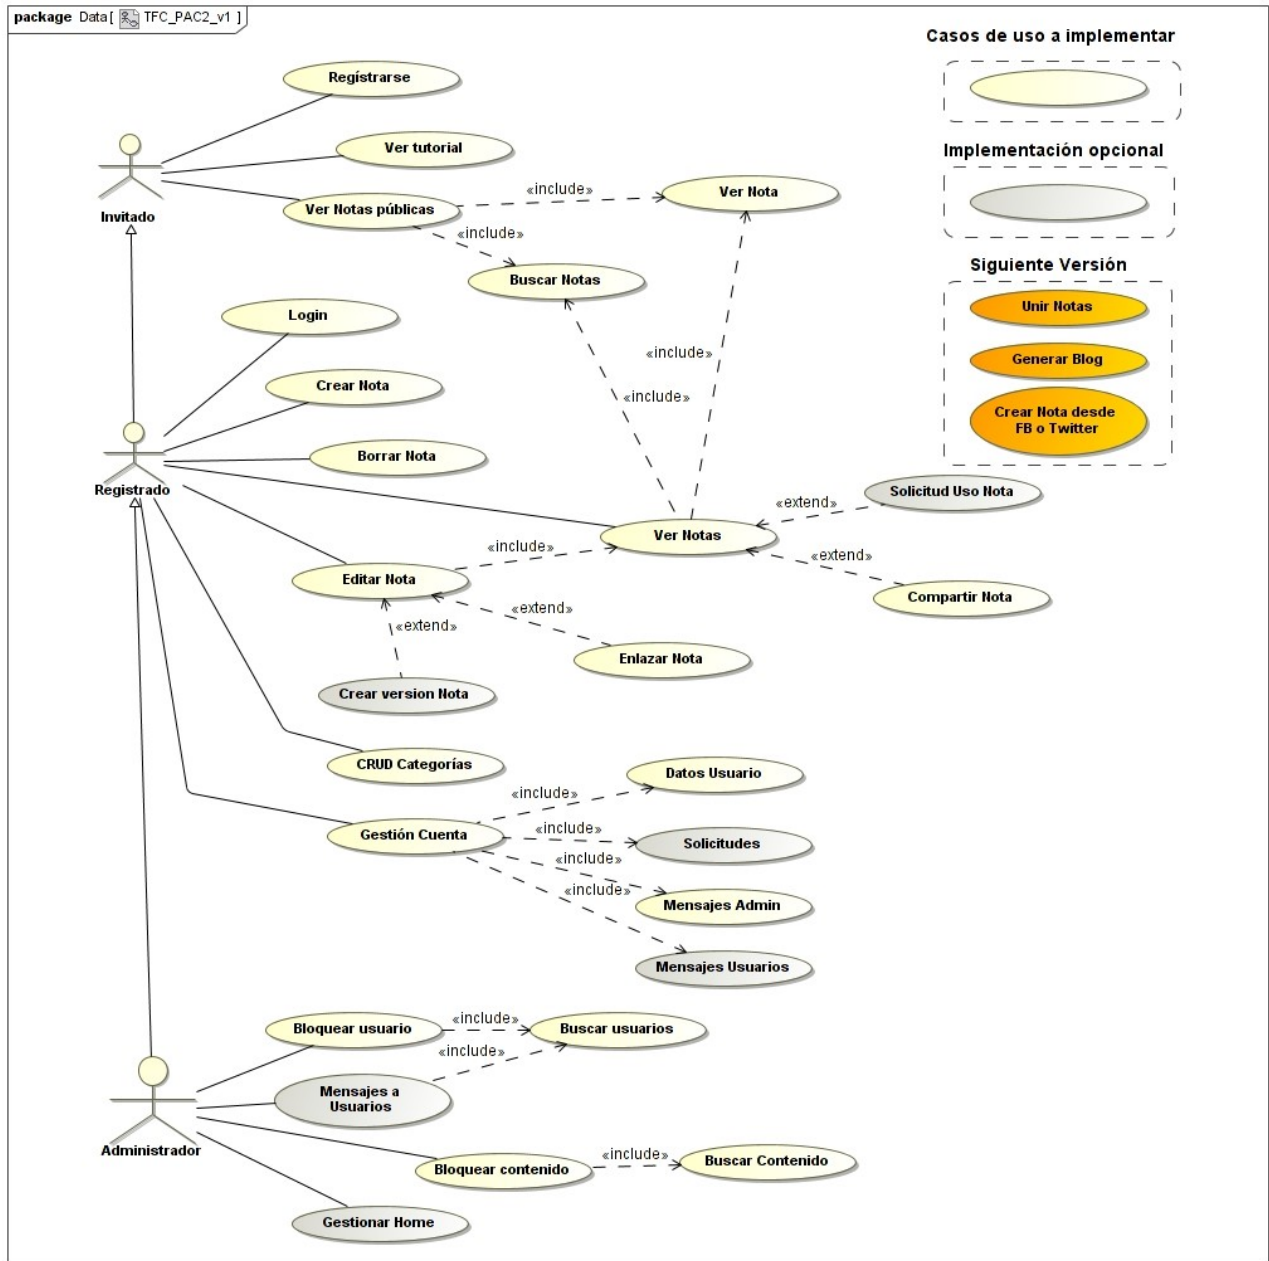 package Data[ TFC_PAC2_v1 ]
Casos de uso a implementar
Implementación opcional
Siguiente Versión
Unir Notas
Generar Blog
Crear Nota desde
FB o Twitter
Regístrarse
Ver tutorial
Ver Notas públicas
«include»
Ver Nota
«include»
Buscar Notas
Invitado
Login
Crear Nota
Borrar Nota
«include»
«include»
Registrado
Ver Notas
«extend»
Solicitud Uso Nota
«extend»
Compartir Nota
«include»
Editar Nota
«extend»
Enlazar Nota
«extend»
Crear version Nota
CRUD Categorías
Gestión Cuenta
«include»
Datos Usuario
«include»
Solicitudes
«include»
Mensajes Admin
«include»
Mensajes Usuarios
Bloquear usuario
«include»
Buscar usuarios
«include»
Mensajes a
Usuarios
Administrador
Bloquear contenido
«include»
Buscar Contenido
Gestionar Home